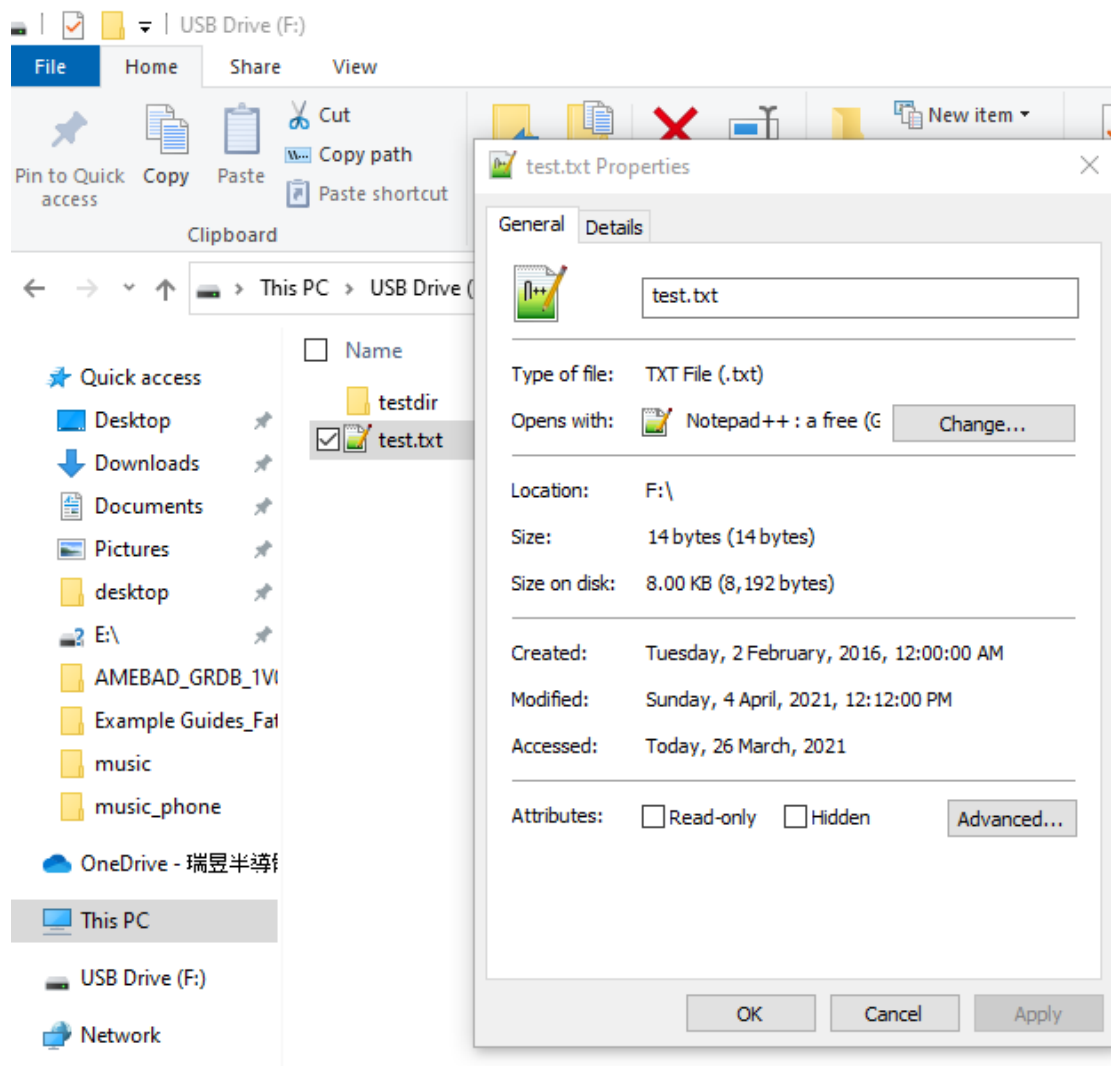 USB Drive (F:)
File Home Share View
Pin to Quick access
Copy
Paste
Cut
Copy path
Paste shortcut
Clipboard
New item
This PC > USB Drive (
Quick access
Desktop
Downloads
Documents
Pictures
desktop
E:\
AMEBAD_GRDB_1V
Example Guides_Fat
music
music_phone
OneDrive - 瑞昱半導
This PC
USB Drive (F:)
Network
Name
testdir
test.txt
test.txt Properties
General Details
test.txt
Type of file: TXT File (.txt)
Opens with: Notepad++ : a free (G Change...
Location: F:\
Size: 14 bytes (14 bytes)
Size on disk: 8.00 KB (8,192 bytes)
Created: Tuesday, 2 February, 2016, 12:00:00 AM
Modified: Sunday, 4 April, 2021, 12:12:00 PM
Accessed: Today, 26 March, 2021
Attributes: Read-only Hidden Advanced...
OK Cancel Apply